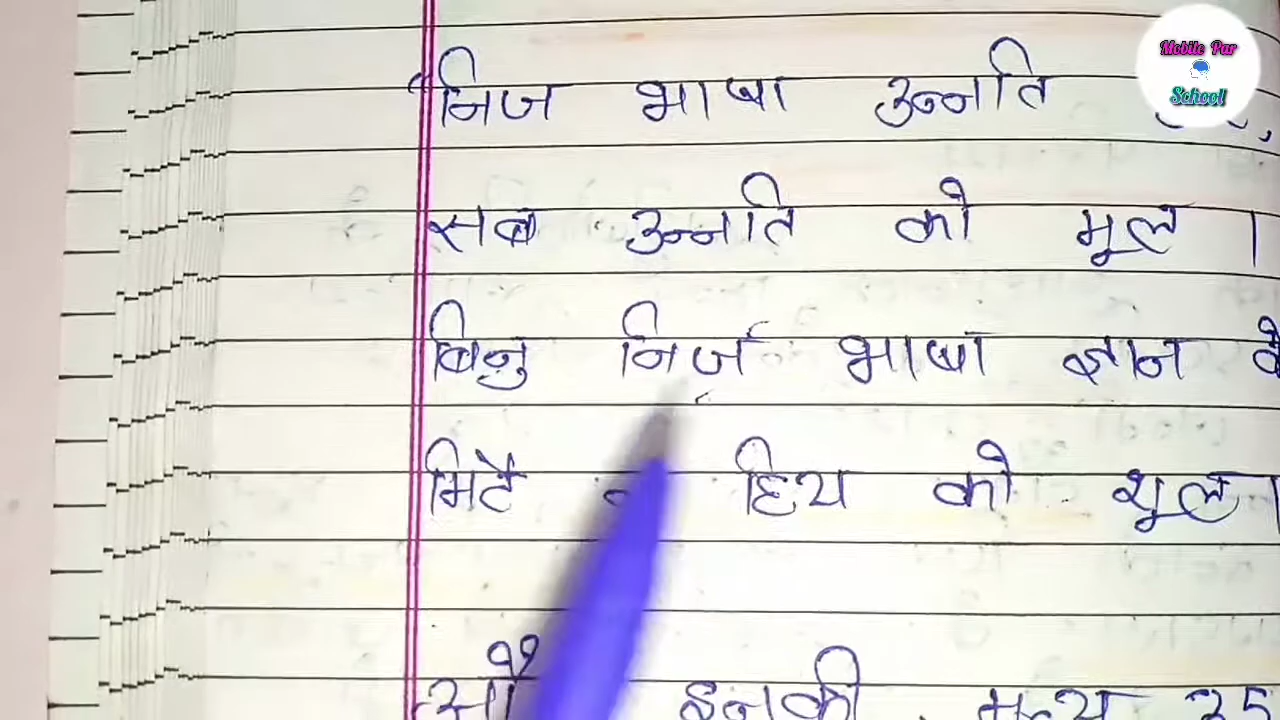 Mobile Par
School
"निज भाषा उन्नति
सब उन्नति को मूल ।
बिनु निज भाषा ज्ञान के
मिटै न हिय को शूल ।
इनकी